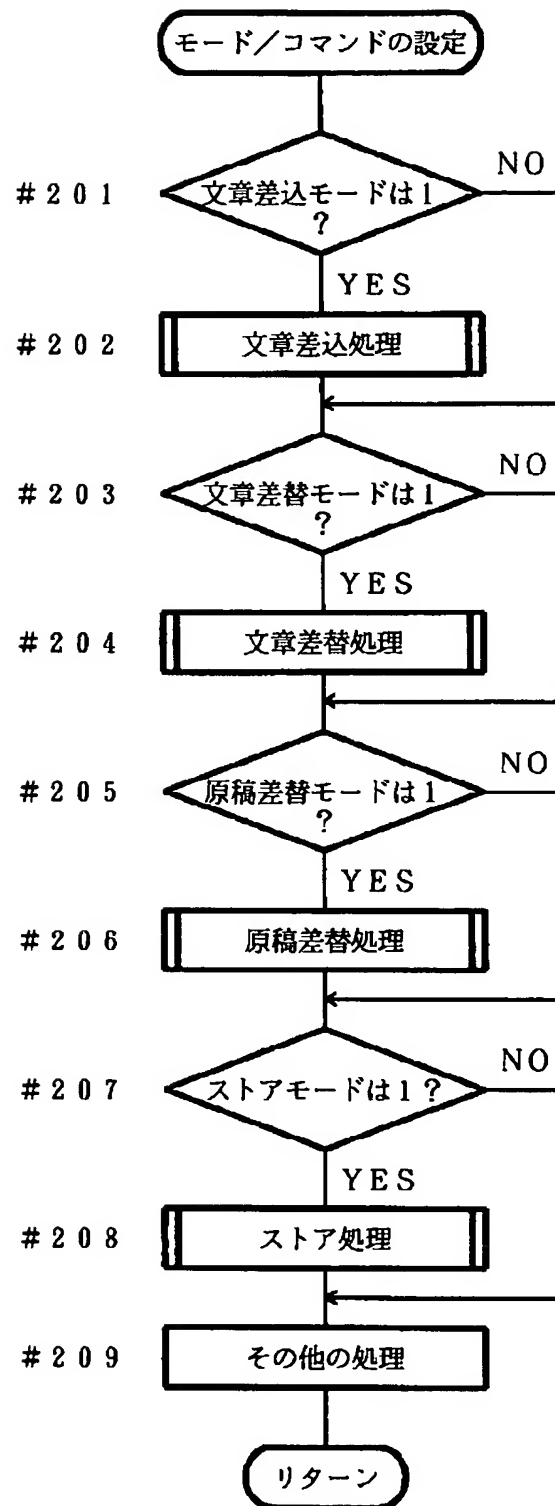 モード／コマンドの設定
#201
文章差込モードは1
?
NO
YES
#202
文章差込処理
#203
文章差替モードは1
?
NO
YES
#204
文章差替処理
#205
原稿差替モードは1
?
NO
YES
#206
原稿差替処理
#207
ストアモードは1?
NO
YES
#208
ストア処理
#209
その他の処理
リターン